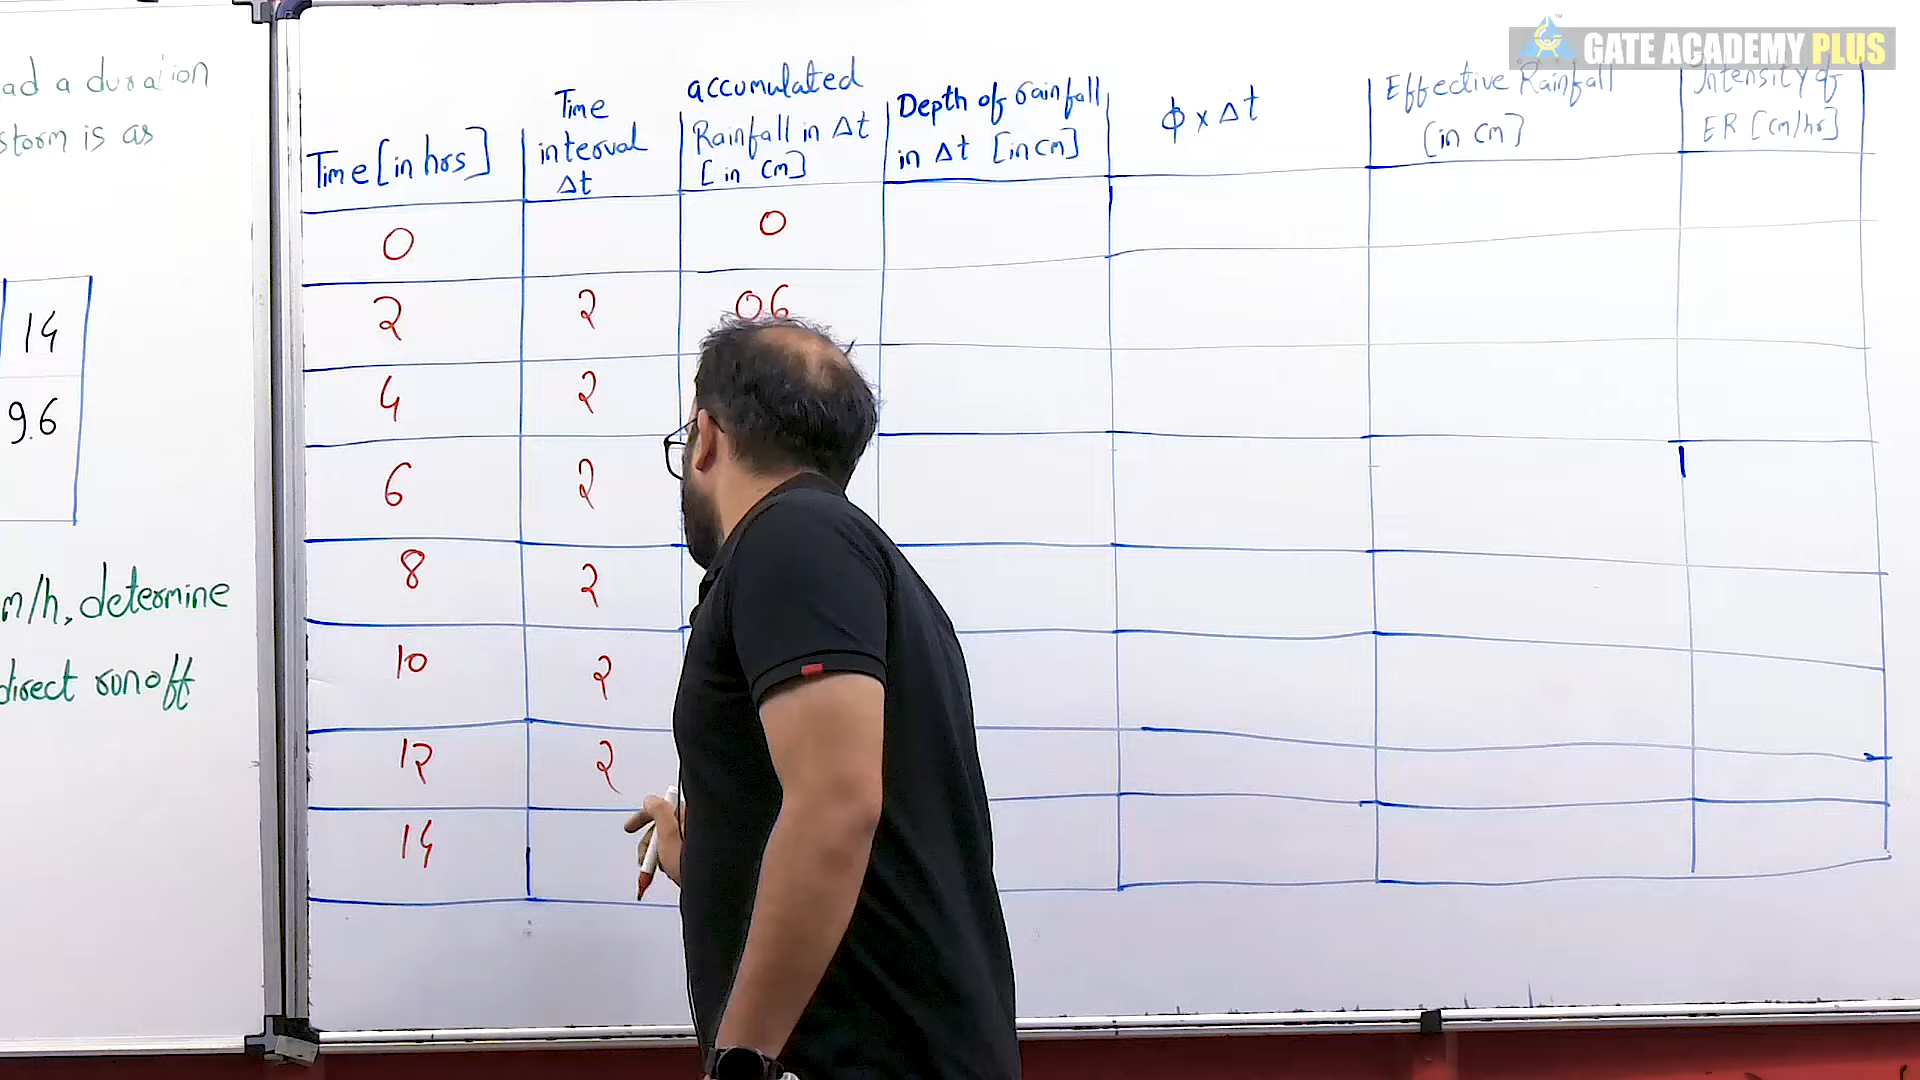 ad a duration
storm is as
14
9.6
m/h, determine
direct runoff
Time [in hrs]
Time
interval
Δt
accumulated
Rainfall in Δt
[in cm]
Depth of rainfall
in Δt [in cm]
φ × Δt
Effective Rainfall
(in cm]
Intensity of
ER [cm/hr]
0 0
2 2 0.6
4 2
6 2
8 2
10 2
12 2
14
GATE ACADEMY PLUS